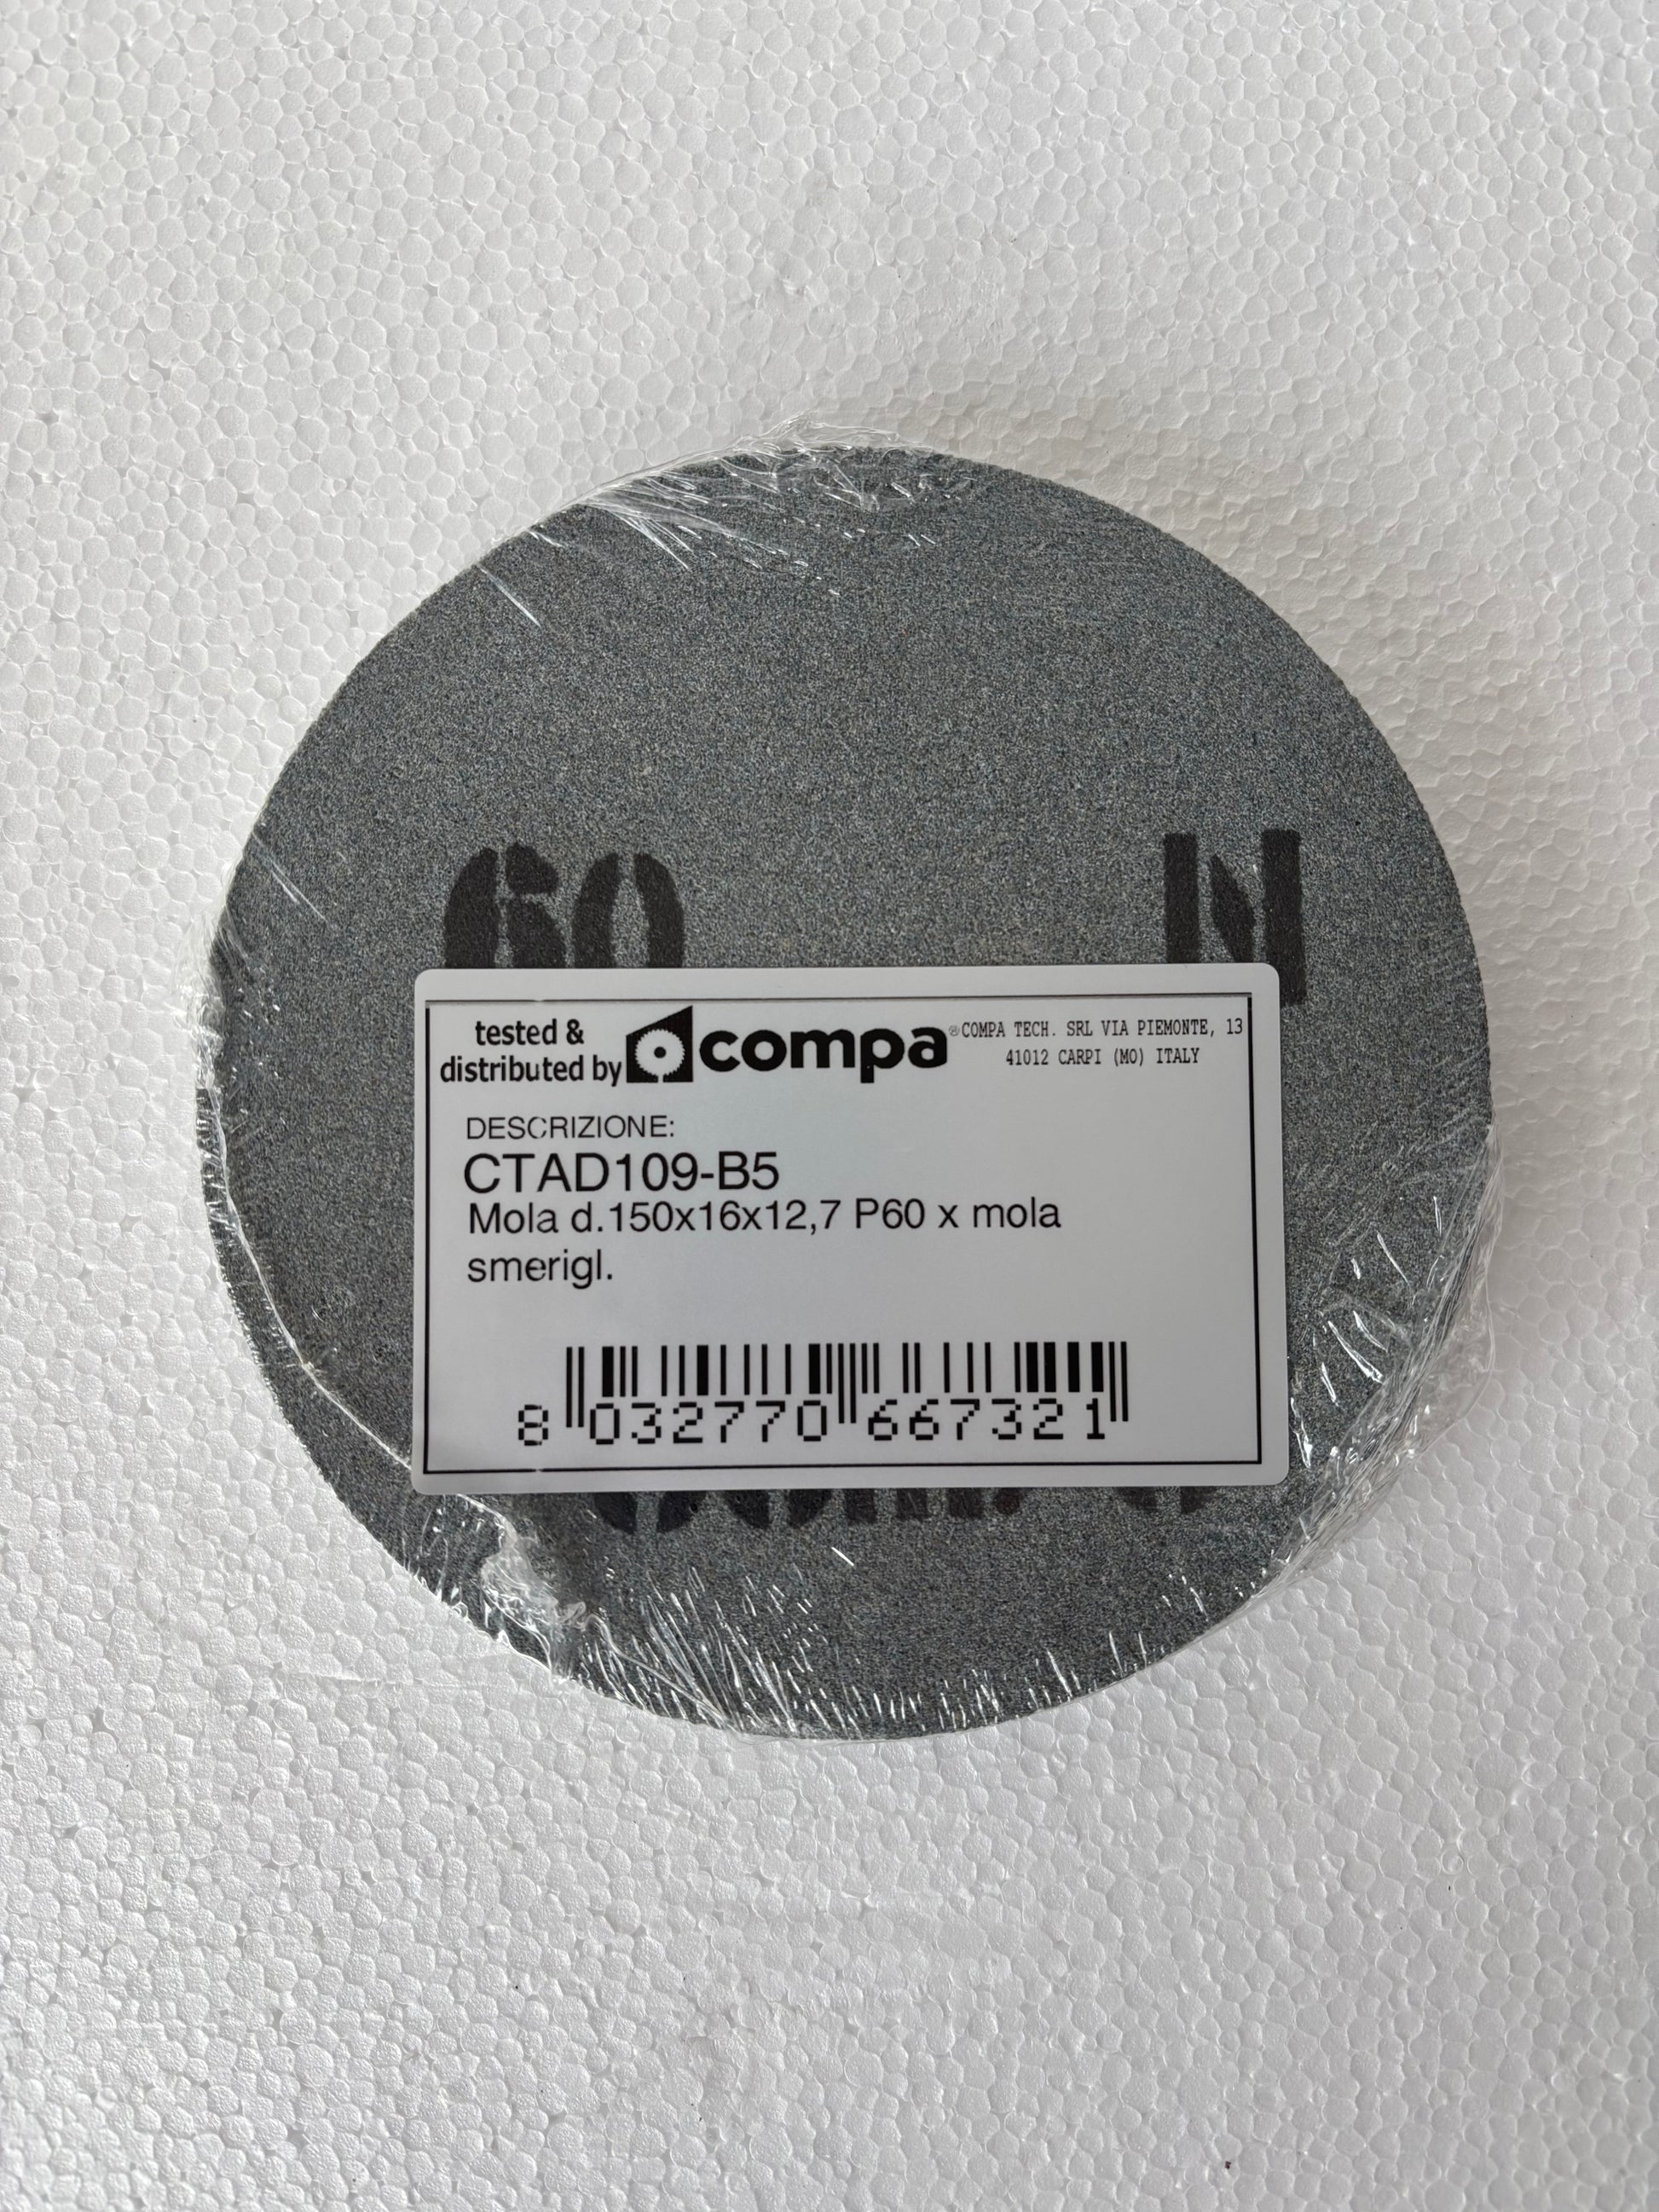 60 N
tested &
distributed by compa
®COMPA TECH. SRL VIA PIEMONTE, 13
41012 CARPI (MO) ITALY
DESCRIZIONE:
CTAD109-B5
Mola d.150x16x12,7 P60 x mola
smerigl.
8 032770 667321